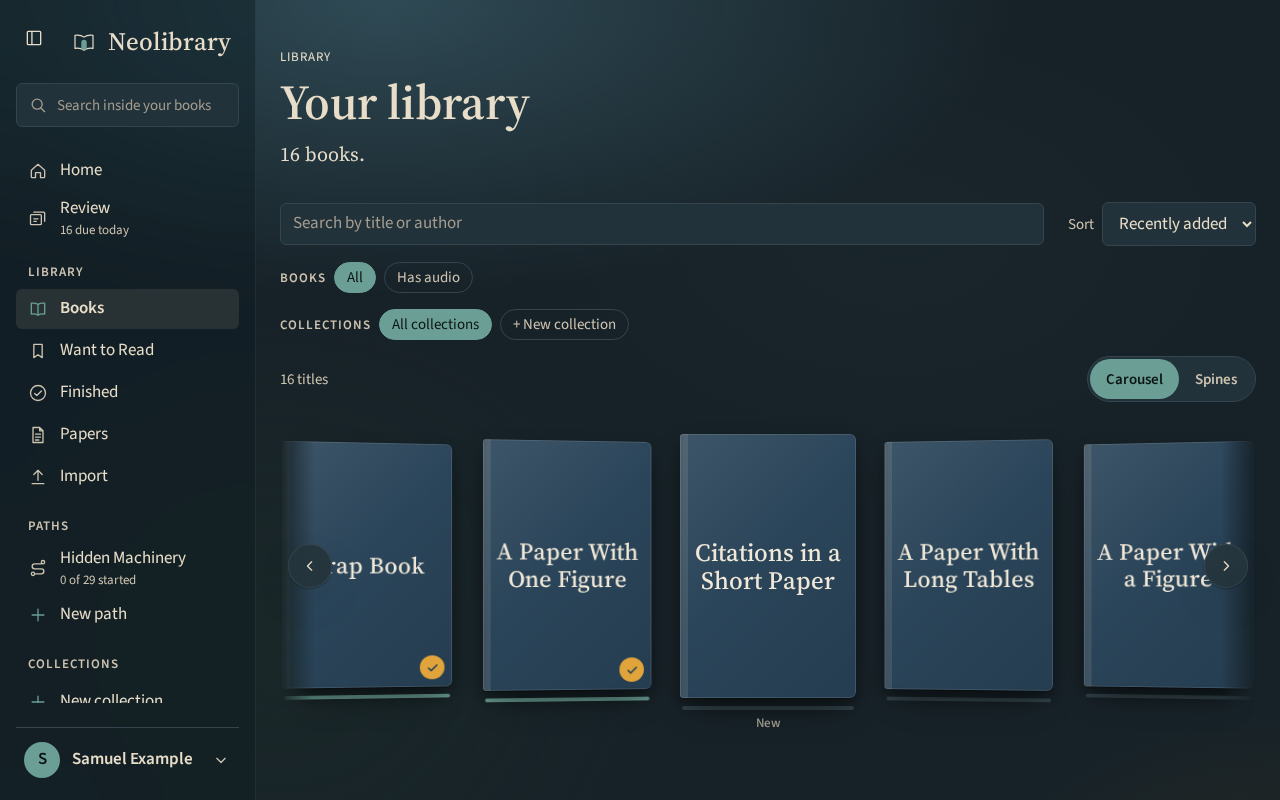 Neolibrary
Search inside your books
Home
Review
16 due today
LIBRARY
Books
Want to Read
Finished
Papers
Import
PATHS
Hidden Machinery
0 of 29 started
New path
COLLECTIONS
New collection
S
Samuel Example
LIBRARY
Your library
16 books.
Search by title or author
Sort
Recently added
BOOKS
All
Has audio
COLLECTIONS
All collections
+ New collection
16 titles
Carousel
Spines
Book
A Paper With
One Figure
Citations in a
Short Paper
New
A Paper With
Long Tables
A Paper With
a Figure